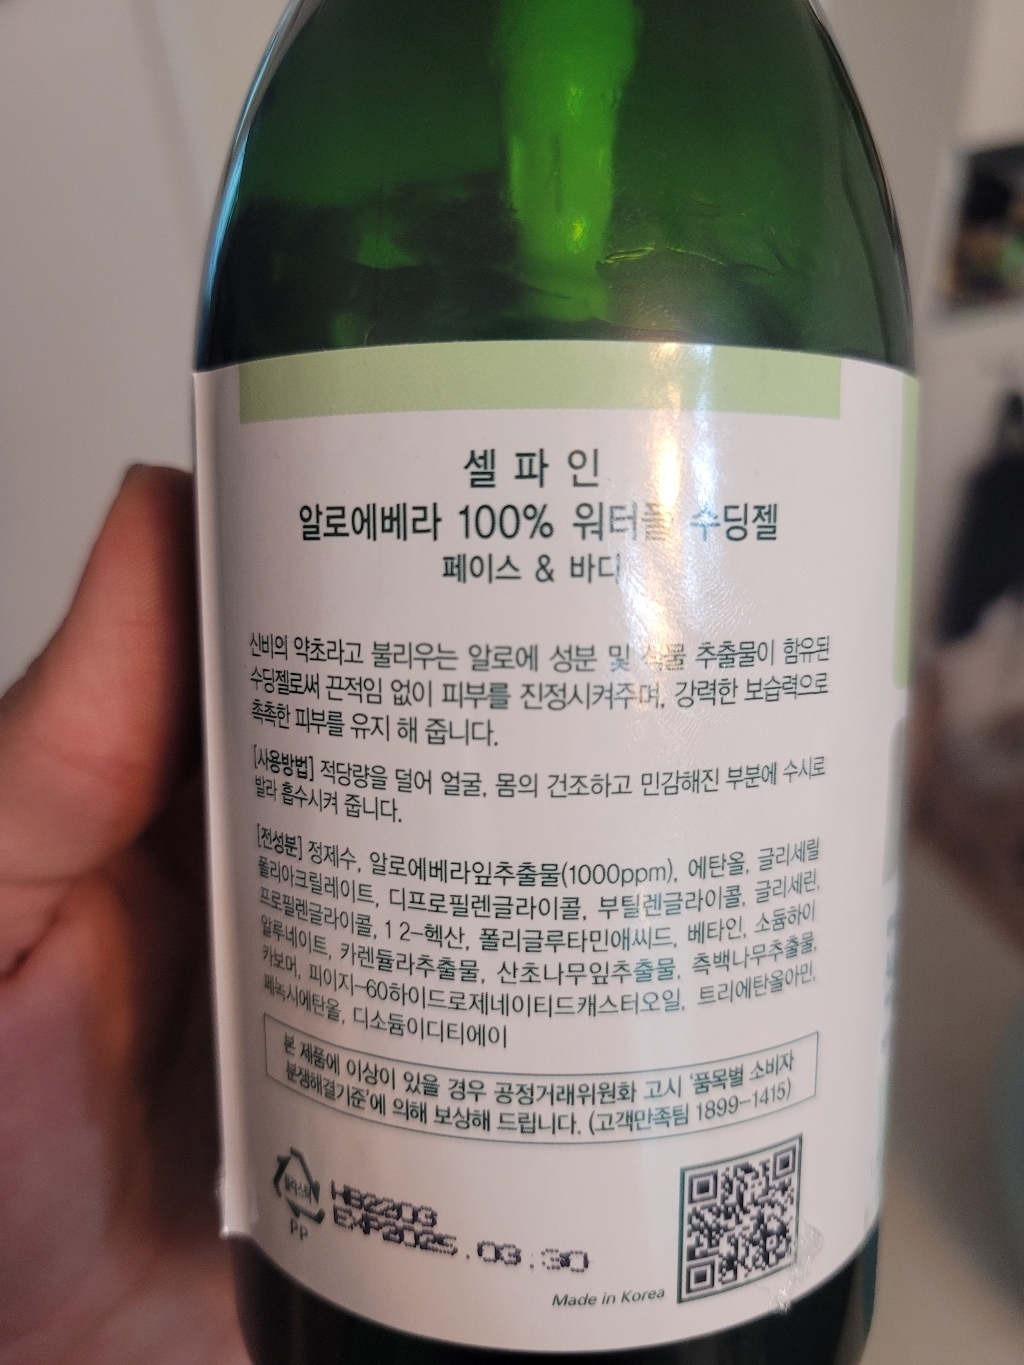 셀 파 인
알로에베라 100% 워터풀 수딩젤
페이스 & 바디
신비의 약초라고 불리우는 알로에 성분 및 식물 추출물이 함유된
수딩젤로써 끈적임 없이 피부를 진정시켜주며, 강력한 보습력으로
촉촉한 피부를 유지 해 줍니다.
[사용방법] 적당량을 덜어 얼굴, 몸의 건조하고 민감해진 부분에 수시로
발라 흡수시켜 줍니다.
[전성분] 정제수, 알로에베라잎추출물(1000ppm), 에탄올, 글리세릴
폴리아크릴레이트, 디프로필렌글라이콜, 부틸렌글라이콜, 글리세린,
프로필렌글라이콜, 1 2-헥산, 폴리글루타민애씨드, 베타인, 소듐하이
알루네이트, 카렌듈라추출물, 산초나무잎추출물, 측백나무추출물,
카보머, 피이지-60하이드로제네이티드캐스터오일, 트리에탄올아민,
페녹시에탄올, 디소듐이디티에이
본 제품에 이상이 있을 경우 공정거래위원화 고시 '품목별 소비자
분쟁해결기준'에 의해 보상해 드립니다. (고객만족팀 1899-1415)
플라스틱
PP
HB2203
EXP2025.03.30
Made in Korea